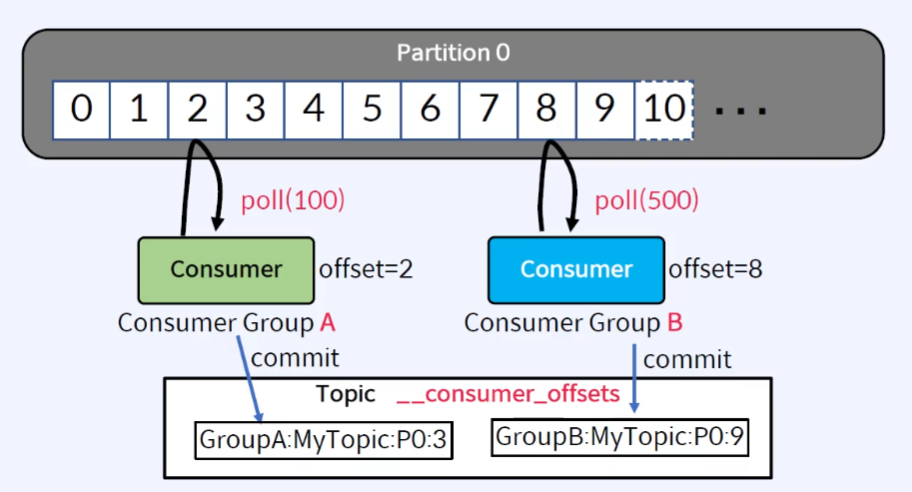 Partition 0
0 1 2 3 4 5 6 7 8 9 10 ...
poll(100) poll(500)
Consumer offset=2 Consumer offset=8
Consumer Group A Consumer Group B
commit commit
Topic __consumer_offsets
GroupA:MyTopic:P0:3 GroupB:MyTopic:P0:9